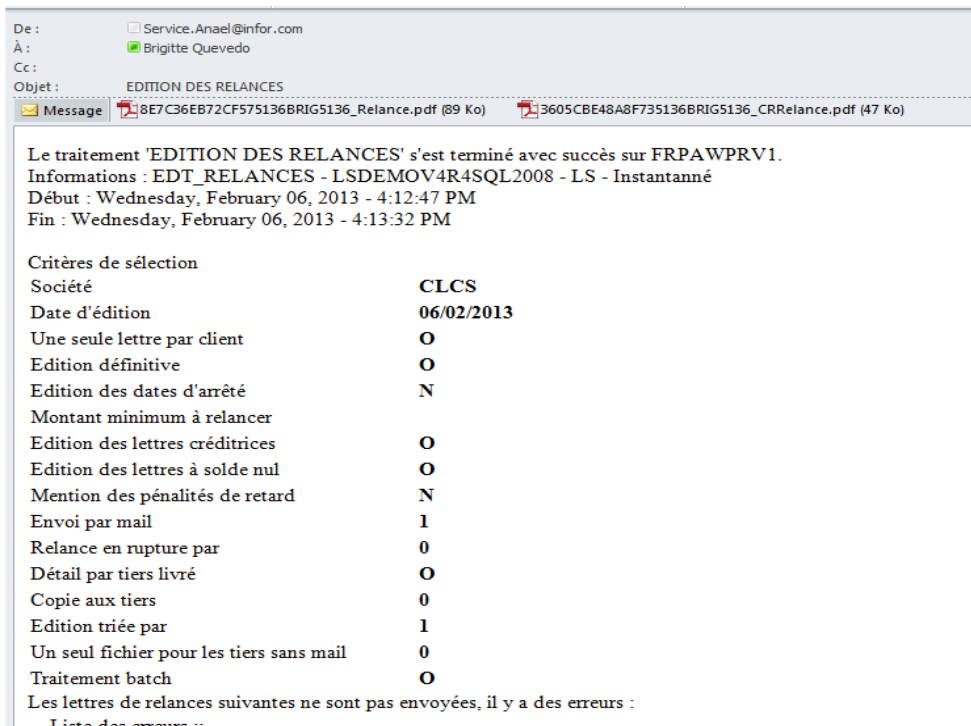 De : Service.Anael@infor.com
À : Brigitte Quevedo
Cc :
Objet : EDITION DES RELANCES
Message 8E7C36EB72CF575136BRIG5136_Relance.pdf (89 Ko) 3605CBE48A8F735136BRIG5136_CRRelance.pdf (47 Ko)
Le traitement 'EDITION DES RELANCES' s'est terminé avec succès sur FRPAWPRV1.
Informations : EDT_RELANCES - LSDEMOV4R4SQL2008 - LS - Instantanné
Début : Wednesday, February 06, 2013 - 4:12:47 PM
Fin : Wednesday, February 06, 2013 - 4:13:32 PM
Critères de sélection
Société CLCS
Date d'édition 06/02/2013
Une seule lettre par client O
Edition définitive O
Edition des dates d'arrêté N
Montant minimum à relancer
Edition des lettres créditrices O
Edition des lettres à solde nul O
Mention des pénalités de retard N
Envoi par mail 1
Relance en rupture par 0
Détail par tiers livré O
Copie aux tiers 0
Edition triée par 1
Un seul fichier pour les tiers sans mail 0
Traitement batch O
Les lettres de relances suivantes ne sont pas envoyées, il y a des erreurs :
Liste des erreurs